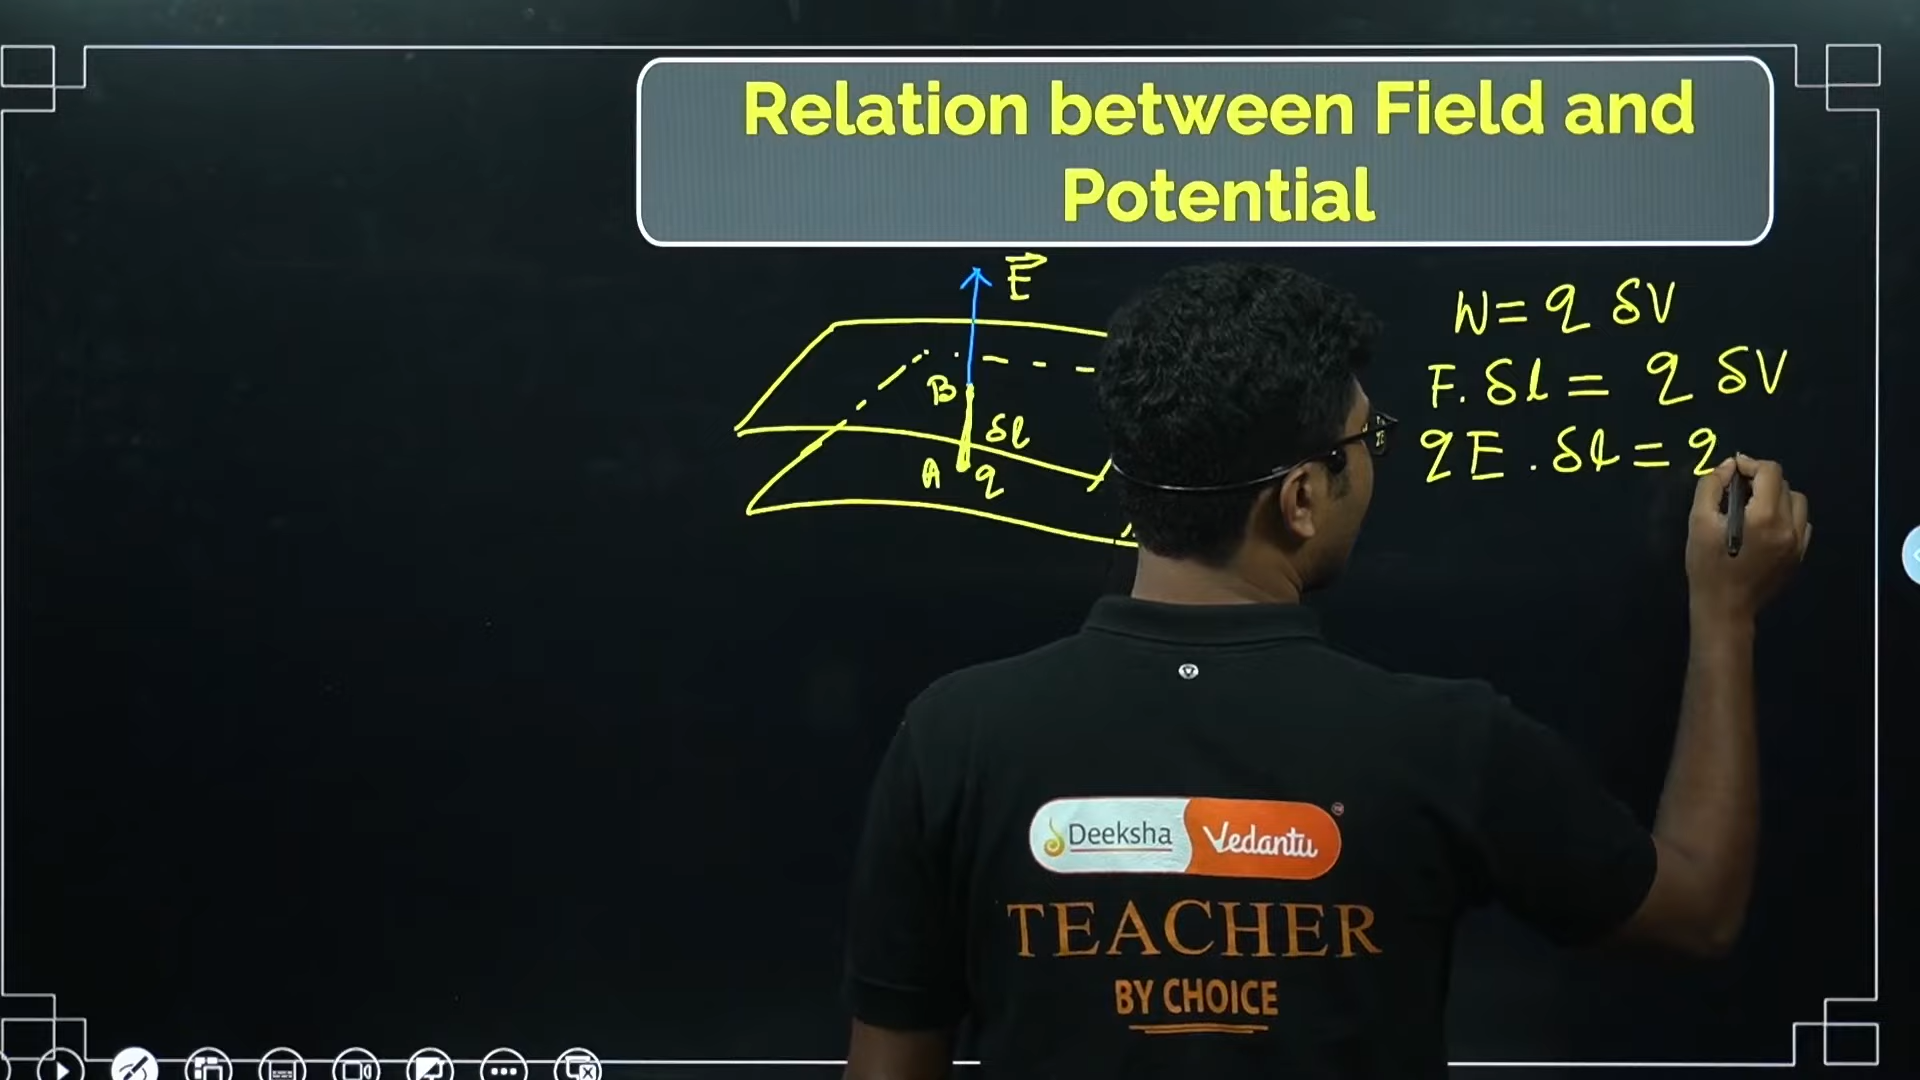 Relation between Field and
Potential
E
B
δl
A q
W = q δV
F. δl = q δV
qE . δl = q
Deeksha Vedantu
TEACHER
BY CHOICE